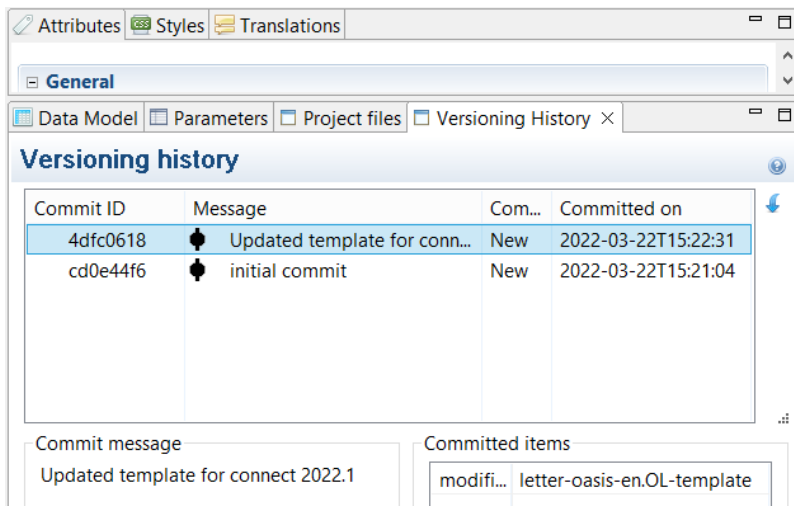 Attributes Styles Translations
General
Data Model Parameters Project files Versioning History
Versioning history
Commit ID Message Com... Committed on
4dfc0618 Updated template for conn... New 2022-03-22T15:22:31
cd0e44f6 initial commit New 2022-03-22T15:21:04
Commit message
Updated template for connect 2022.1
Committed items
modifi... letter-oasis-en.OL-template